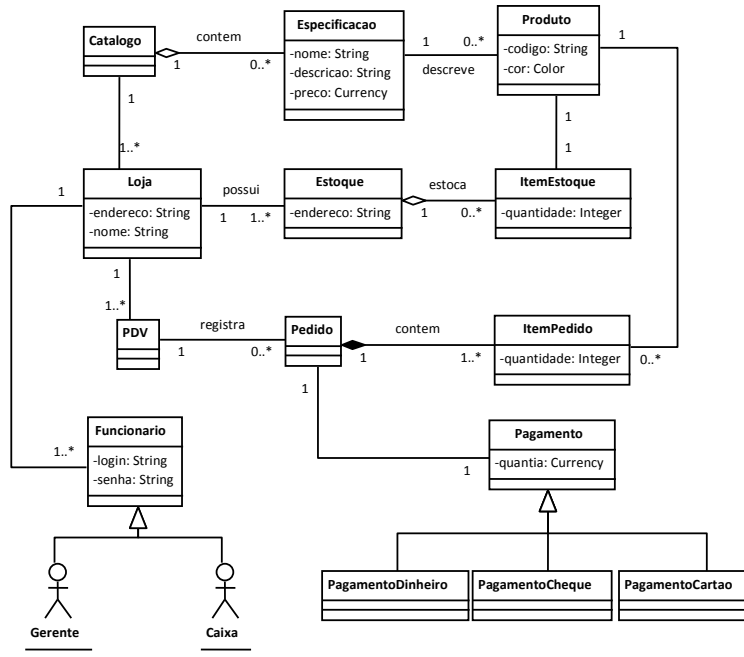 Catalogo
contem
1
0..*
Especificacao
-nome: String
-descricao: String
-preco: Currency
1
0..*
descreve
Produto
-codigo: String
-cor: Color
1
1
1..*
1
1
Loja
-endereco: String
-nome: String
1
possui
1
1..*
Estoque
-endereco: String
estoca
1
0..*
ItemEstoque
-quantidade: Integer
1
1..*
PDV
registra
1
0..*
Pedido
contem
1
1..*
ItemPedido
-quantidade: Integer
0..*
1
Funcionario
-login: String
-senha: String
1..*
1
Pagamento
-quantia: Currency
PagamentoDinheiro
PagamentoCheque
PagamentoCartao
Gerente
Caixa